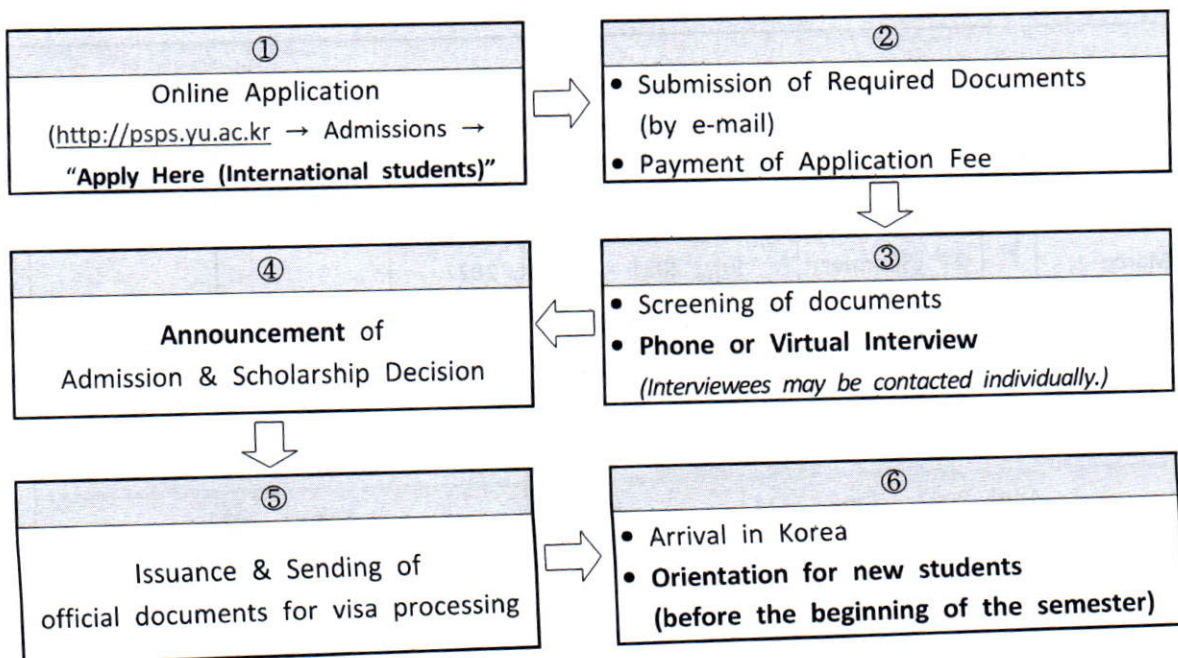 ①
Online Application
(http://psps.yu.ac.kr → Admissions →
“Apply Here (International students)”
②
• Submission of Required Documents
(by e-mail)
• Payment of Application Fee
③
• Screening of documents
• Phone or Virtual Interview
(Interviewees may be contacted individually.)
④
Announcement of
Admission & Scholarship Decision
⑤
Issuance & Sending of
official documents for visa processing
⑥
• Arrival in Korea
• Orientation for new students
(before the beginning of the semester)